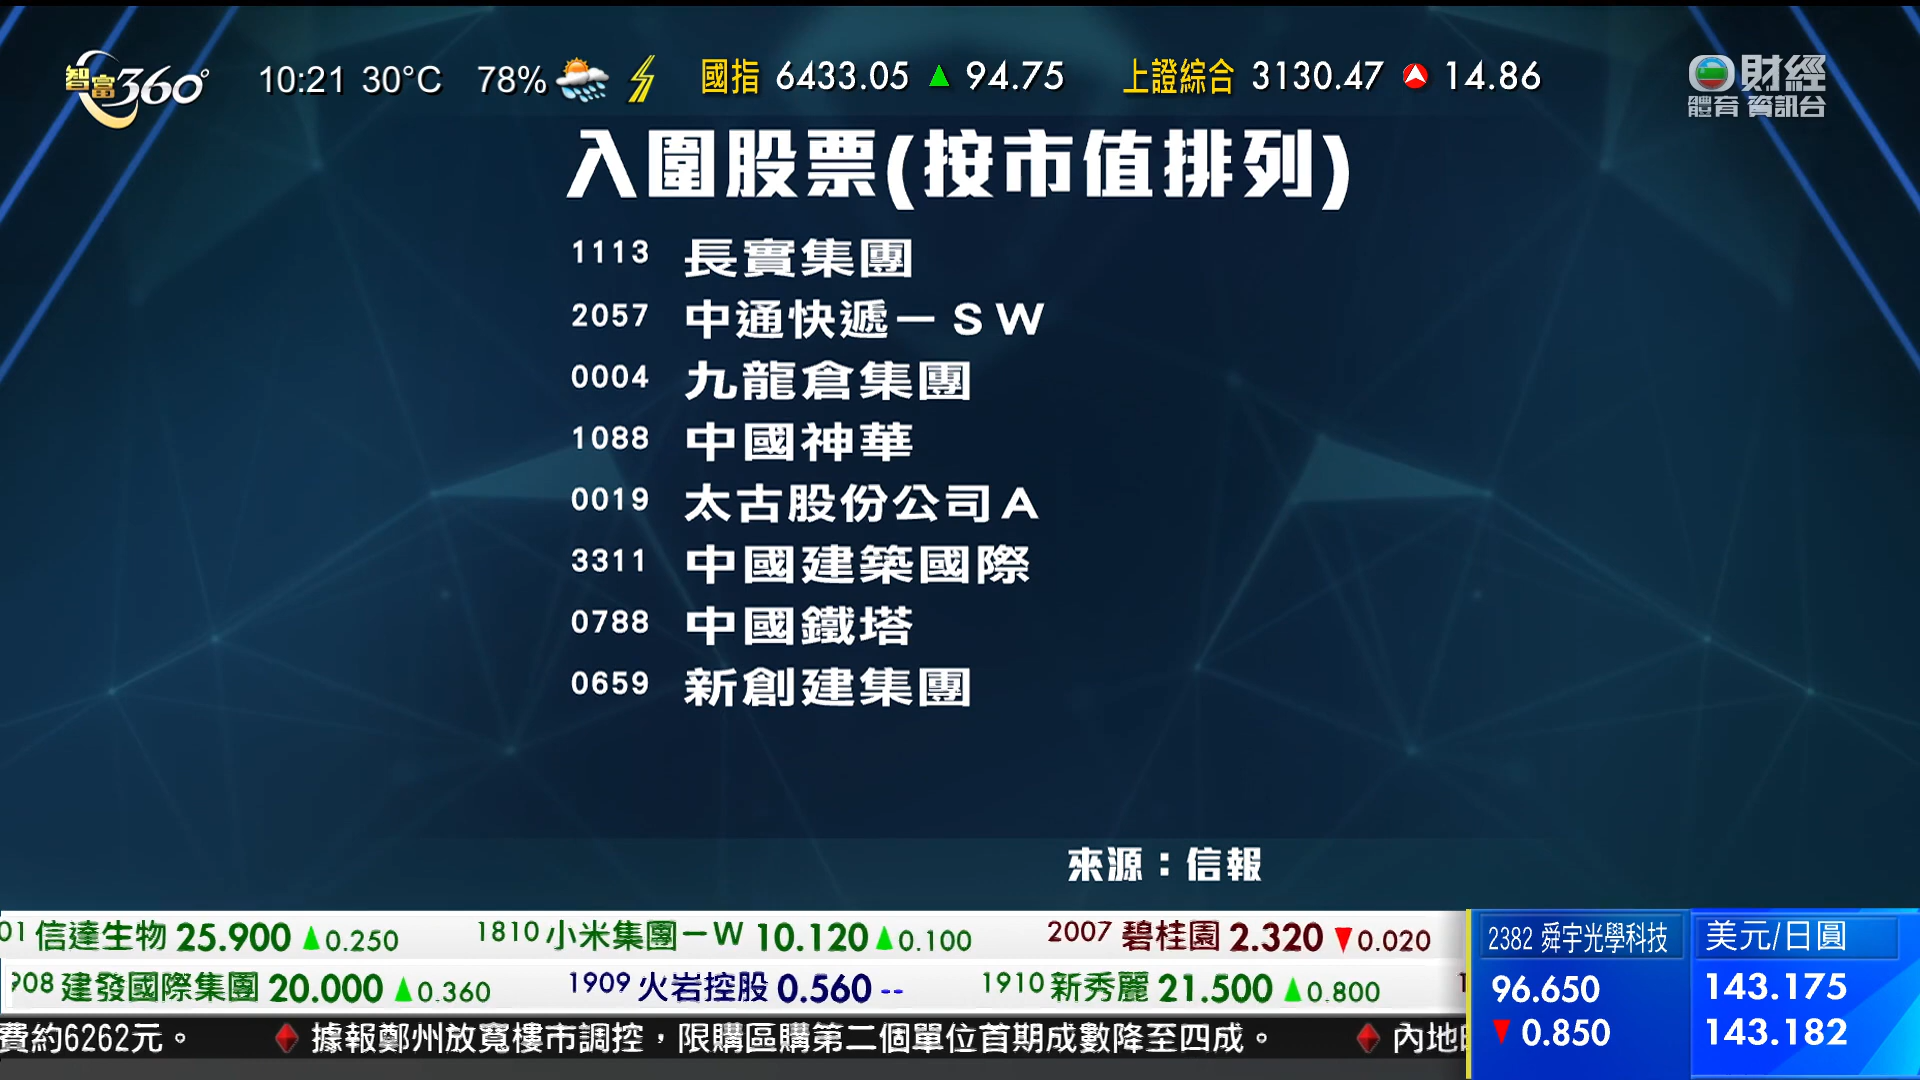 智富360°
10:21 30°C 78%
國指 6433.05 ▲ 94.75
上證綜合 3130.47 14.86
財經
體育 資訊台
入圍股票(按市值排列)
1113 長實集團
2057 中通快遞－ＳＷ
0004 九龍倉集團
1088 中國神華
0019 太古股份公司Ａ
3311 中國建築國際
0788 中國鐵塔
0659 新創建集團
來源：信報
01 信達生物 25.900 ▲0.250 1810 小米集團－W 10.120 ▲0.100 2007 碧桂園 2.320 ▼0.020
908 建發國際集團 20.000 ▲0.360 1909 火岩控股 0.560 -- 1910 新秀麗 21.500 ▲0.800
費約6262元。 ♦ 據報鄭州放寬樓市調控，限購區購第二個單位首期成數降至四成。 ♦ 內地
2382 舜宇光學科技
96.650
▼ 0.850
美元/日圓
143.175
143.182